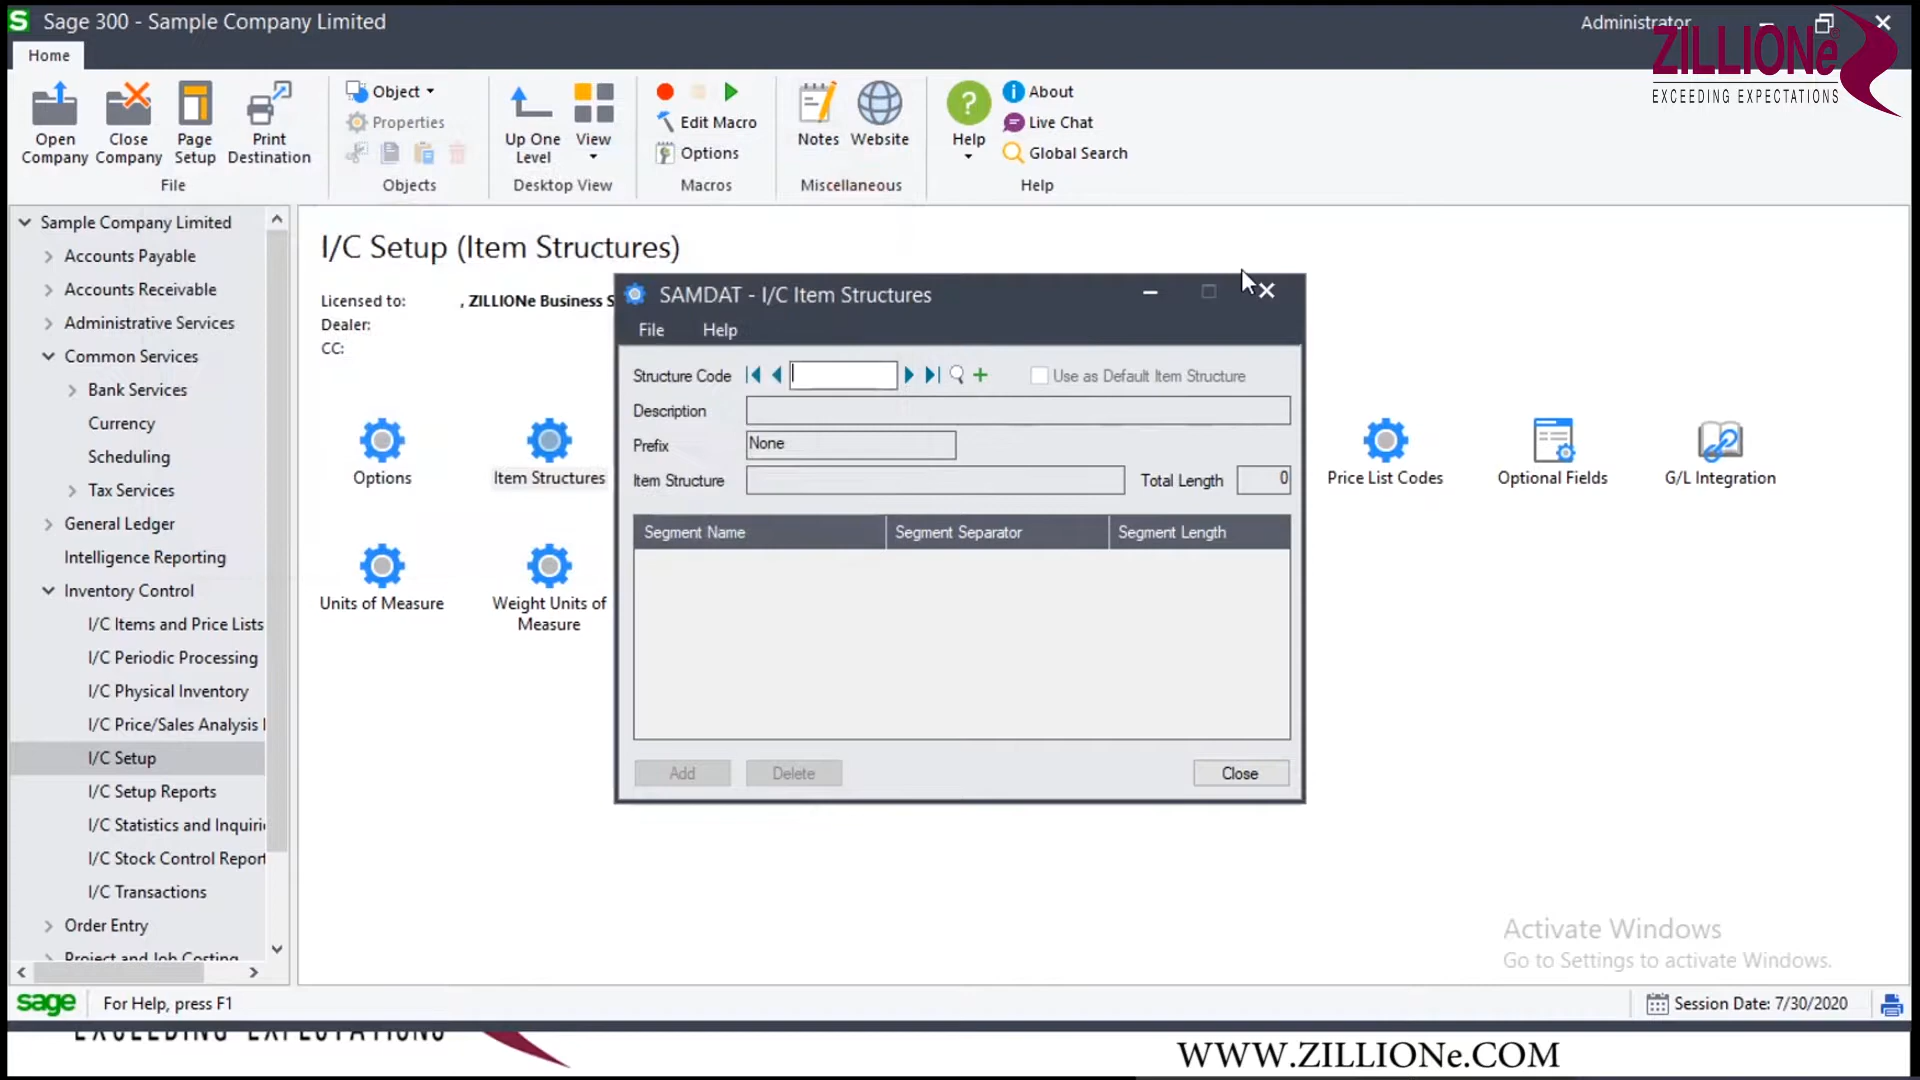 Sage 300 - Sample Company Limited
Administrator
ZILLIONe
EXCEEDING EXPECTATIONS
Home
Open Company
Close Company
Page Setup
Print Destination
File
Object
Properties
Objects
Up One Level
View
Desktop View
Edit Macro
Options
Macros
Notes
Website
Miscellaneous
Help
About
Live Chat
Global Search
Help
Sample Company Limited
Accounts Payable
Accounts Receivable
Administrative Services
Common Services
Bank Services
Currency
Scheduling
Tax Services
General Ledger
Intelligence Reporting
Inventory Control
I/C Items and Price Lists
I/C Periodic Processing
I/C Physical Inventory
I/C Price/Sales Analysis
I/C Setup
I/C Setup Reports
I/C Statistics and Inquiri
I/C Stock Control Report
I/C Transactions
Order Entry
Project and Job Costing
I/C Setup (Item Structures)
Licensed to: , ZILLIONe Business S
Dealer:
CC:
Options
Item Structures
Price List Codes
Optional Fields
G/L Integration
Units of Measure
Weight Units of Measure
SAMDAT - I/C Item Structures
File Help
Structure Code
Use as Default Item Structure
Description
Prefix None
Item Structure
Total Length 0
Segment Name Segment Separator Segment Length
Add Delete Close
Activate Windows
Go to Settings to activate Windows.
sage For Help, press F1
Session Date: 7/30/2020
EXCEEDING EXPECTATIONS
WWW.ZILLIONe.COM